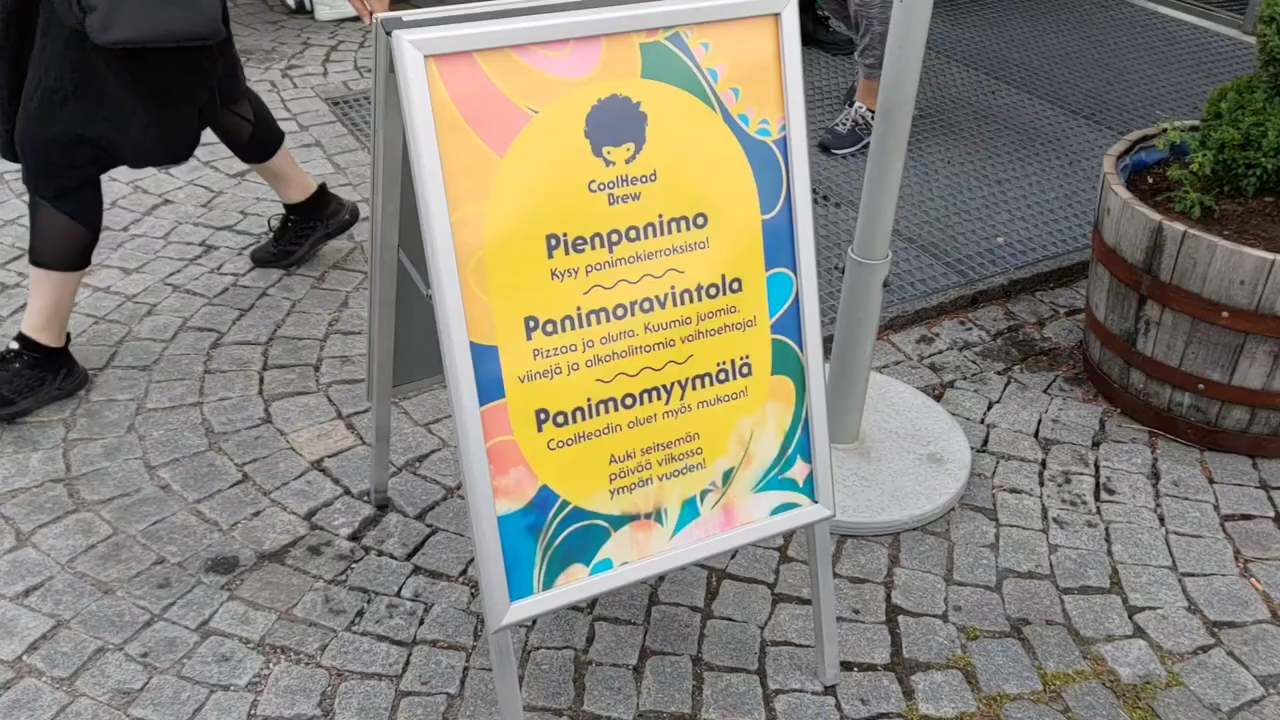 CoolHead
Brew
Pienpanimo
Kysy panimokierroksista!
Panimoravintola
Pizzaa ja olutta. Kuumia juomia,
viinejä ja alkoholittomia vaihtoehtoja!
Panimomyymälä
CoolHeadin oluet myös mukaan!
Auki seitsemän
päivää viikossa
ympäri vuoden!